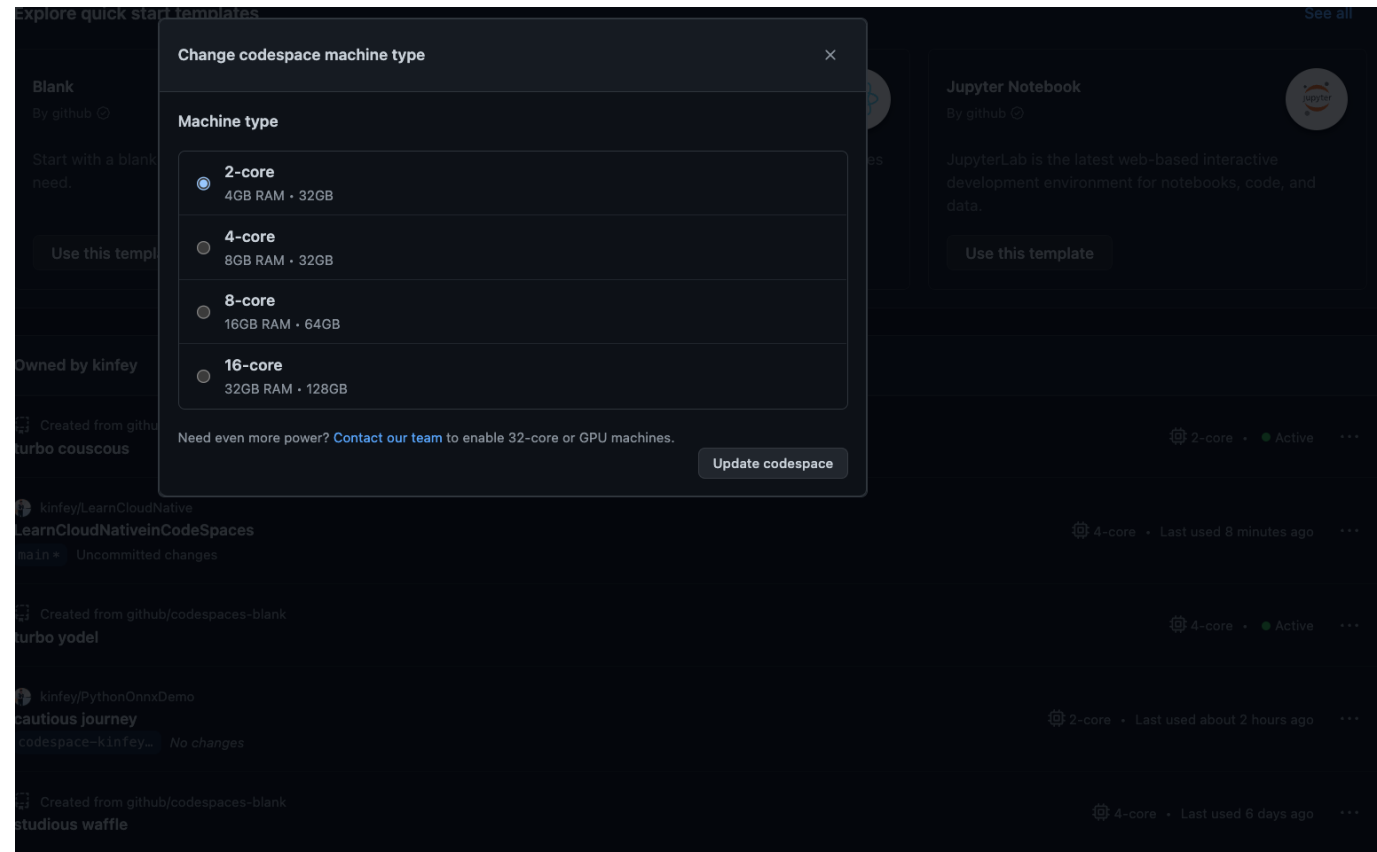 Explore quick start templates
See all
Change codespace machine type
Blank
By github
Jupyter Notebook
By github
jupyter
Machine type
Start with a blank
need.
es
JupyterLab is the latest web-based interactive
development environment for notebooks, code, and
data.
2-core
4GB RAM • 32GB
4-core
8GB RAM • 32GB
Use this templ
Use this template
8-core
16GB RAM • 64GB
16-core
32GB RAM • 128GB
Need even more power? Contact our team to enable 32-core or GPU machines.
Update codespace
Owned by kinfey
Created from githu
turbo couscous
2-core • Active
kinfey/LearnCloudNative
LearnCloudNativeinCodeSpaces
main Uncommitted changes
4-core • Last used 8 minutes ago
Created from github/codespaces-blank
turbo yodel
4-core • Active
kinfey/PythonOnnxDemo
cautious journey
codespace-kinfey… No changes
2-core • Last used about 2 hours ago
Created from github/codespaces-blank
studious waffle
4-core • Last used 6 days ago